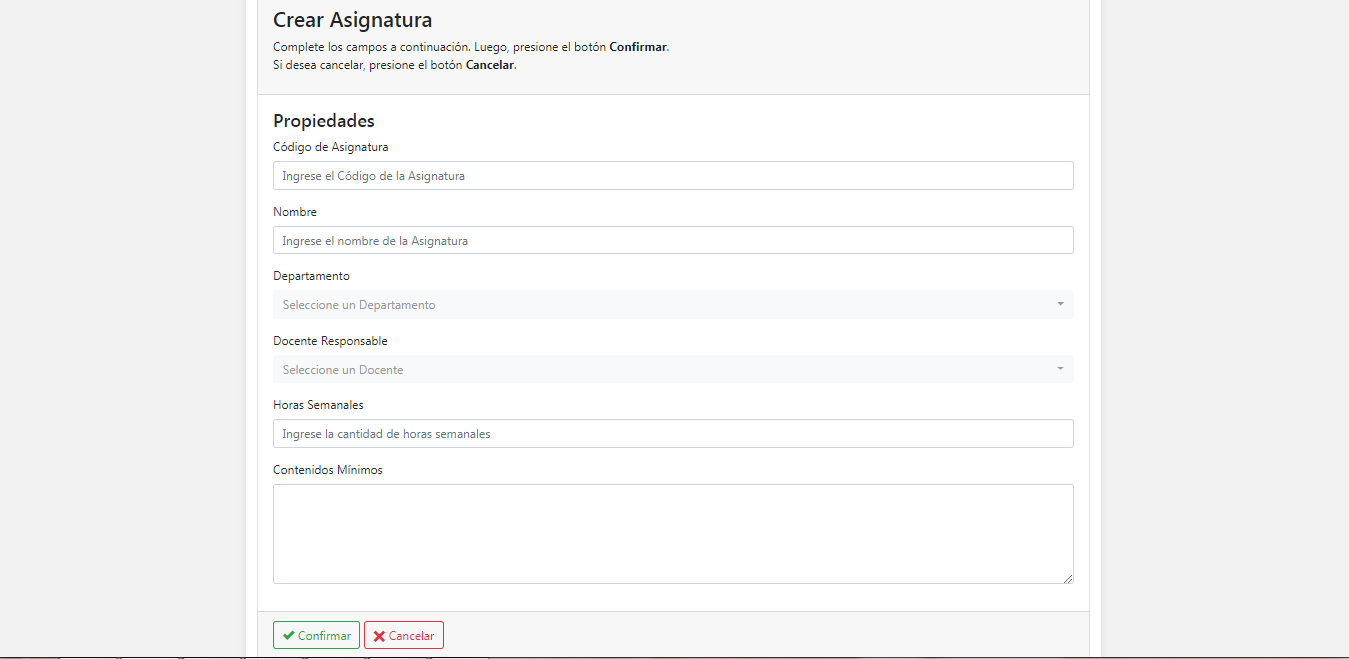 Crear Asignatura
Complete los campos a continuación. Luego, presione el botón Confirmar.
Si desea cancelar, presione el botón Cancelar.
Propiedades
Código de Asignatura
Ingrese el Código de la Asignatura
Nombre
Ingrese el nombre de la Asignatura
Departamento
Seleccione un Departamento
Docente Responsable
Seleccione un Docente
Horas Semanales
Ingrese la cantidad de horas semanales
Contenidos Mínimos
Confirmar Cancelar